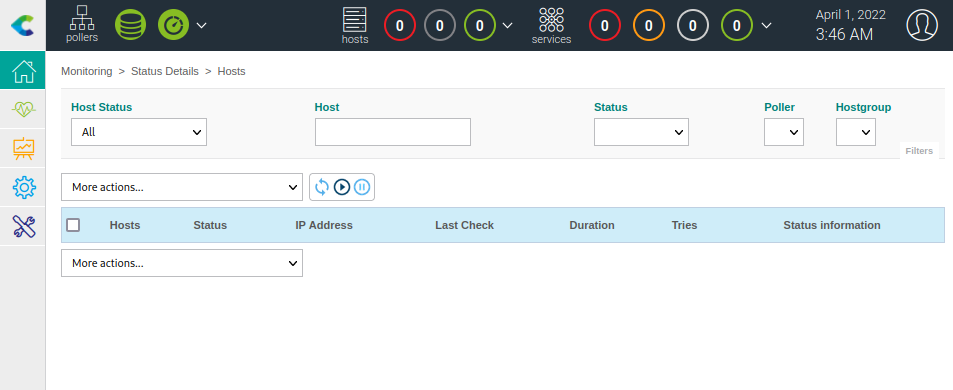 pollers
hosts
0
0
0
services
0
0
0
0
April 1, 2022
3:46 AM
Monitoring > Status Details > Hosts
Host Status
Host
Status
Poller
Hostgroup
All
Filters
More actions...
Hosts
Status
IP Address
Last Check
Duration
Tries
Status information
More actions...